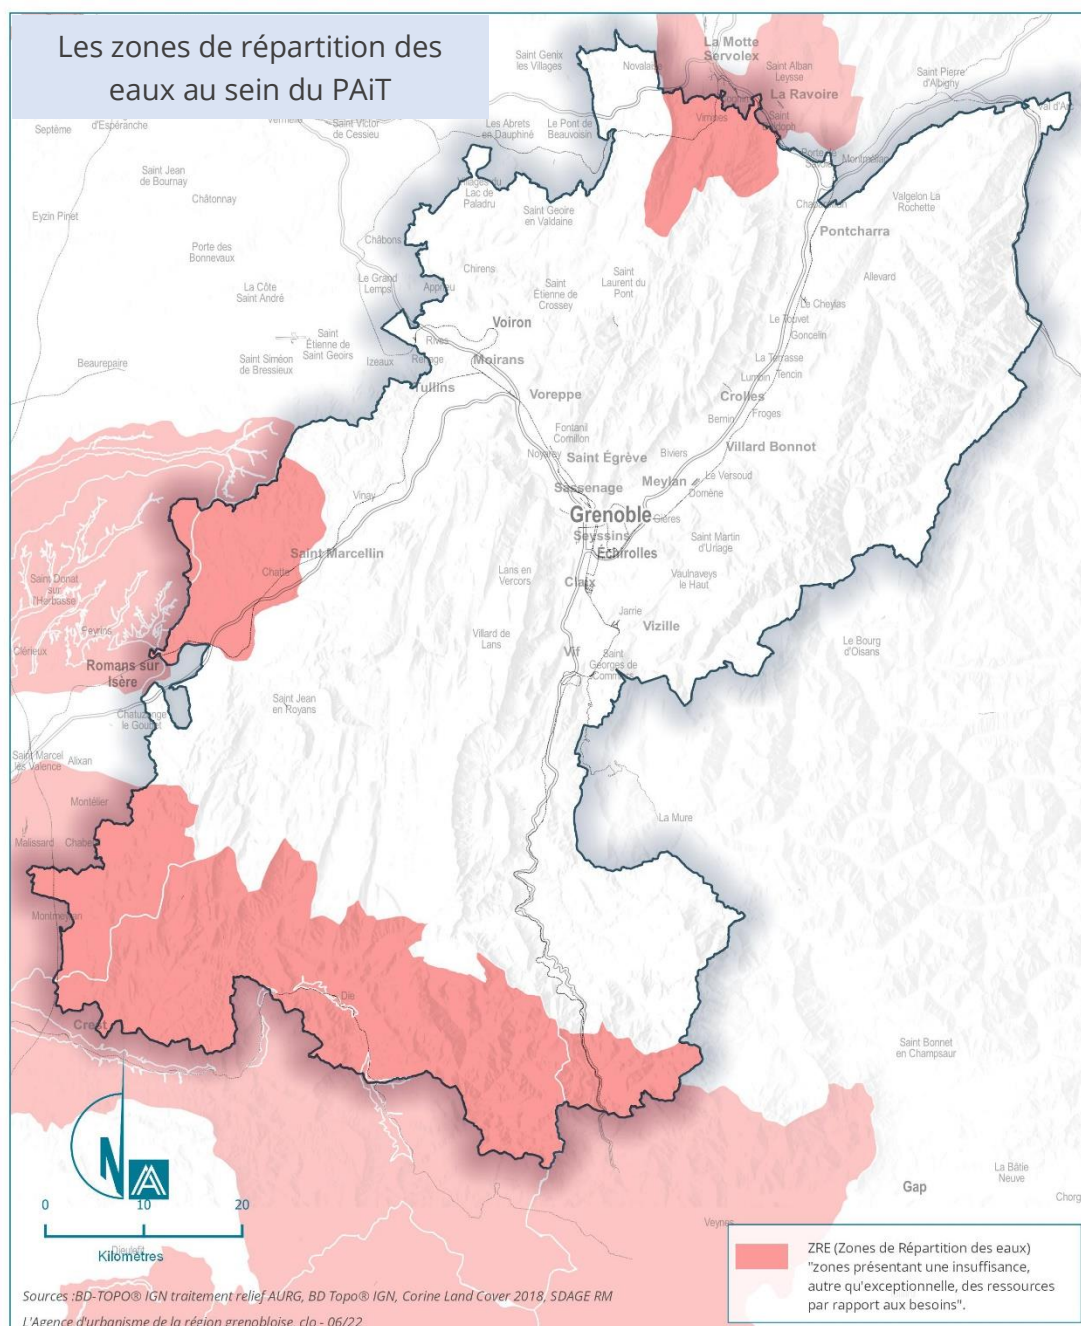 Les zones de répartition des
eaux au sein du PAiT
La Motte
Servolex
Saint Genix
les Villages
Novalaise
Saint Alban
Leysse
Saint Pierre
d'Albigny
La Ravoire
Vimines
Septème
d'Espéranche
Saint Victor
de Cessieu
Les Abrets
en Dauphiné
Le Pont de
Beauvoisin
Montmélian
Saint Jean
de Bournay
Châtonnay
Lac de
Paladru
Saint Geoire
en Valdaine
Valgelon La
Rochette
Eyzin Pinet
Pontcharra
Porte des
Bonnevaux
Châbons
Chirens
Saint
Laurent du
Pont
Allevard
Le Grand
Lemps
Apprieu
Saint
Étienne de
Crossey
La Côte
Saint André
Le Cheylas
Voiron
Le Touvet
Goncelin
Saint
Étienne de
Saint Geoirs
Rives
Beaurepaire
Saint Siméon
de Bressieux
Izeaux
Renage
Moirans
La Terrasse
Lumbin
Tencin
Tullins
Voreppe
Crolles
Bernin
Froges
Fontanil
Cornillon
Noyarey
Saint Égrève
Biviers
Villard Bonnot
Sassenage
Meylan
Le Versoud
Domène
Vinay
Grenoble
Gières
Seyssins
Échirolles
Saint Martin
d'Uriage
Saint Marcellin
Chatte
Lans en
Vercors
Claix
Vaulnaveys
le Haut
Saint Donat
sur
l'Herbasse
Jarrie
Vizille
Peyrins
Villard de
Lans
Le Bourg
d'Oisans
Clérieux
Vif
Saint
Georges de
Commiers
Romans sur
Isère
Saint Jean
en Royans
Chatuzange
le Goubet
Saint Marcel
les Valence
Alixan
Montélier
La Mure
Malissard
Montmeyran
Die
Crest
Saint Bonnet
en Champsaur
N
La Bâtie
Neuve
Gap
Chorg
Veynes
0 10 20
Kilomètres
Dieulefit
ZRE (Zones de Répartition des eaux)
"zones présentant une insuffisance,
autre qu'exceptionnelle, des ressources
par rapport aux besoins".
Sources :BD-TOPO® IGN traitement relief AURG, BD Topo® IGN, Corine Land Cover 2018, SDAGE RM
L'Agence d'urbanisme de la région grenobloise, clo - 06/22